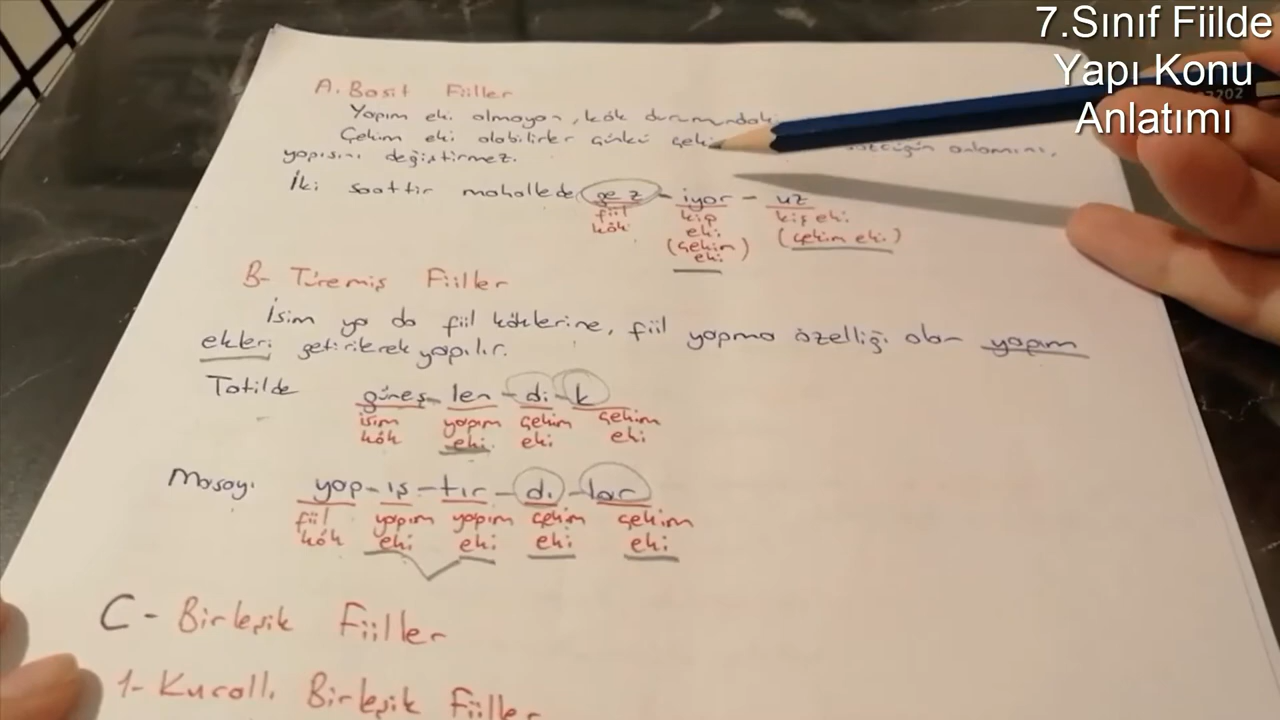 7.Sınıf Fiilde
Yapı Konu
Anlatımı
A. Basit Fiiller
Yapım eki olmayan, kök durumundaki
Çekim eki alabilirler çünkü çeki sözcüğün anlamını,
yapısını değiştirmez.
İki saattir mahallede gez - iyor - uz
fiil kip kişi eki
kök eki (çekim eki)
(çekim
eki)
B- Türemiş Fiiller
İsim ya da fiil köklerine, fiil yapma özelliği olan yapım
ekleri getirilerek yapılır.
Tatilde güneş-len-di-k
isim yapım çekim çekim
kök eki eki eki
Masayı yap-ış-tır-dı-lar
fiil yapım yapım çekim çekim
kök eki eki eki eki
C- Birleşik Fiiller
1- Kurallı Birleşik Fiiller